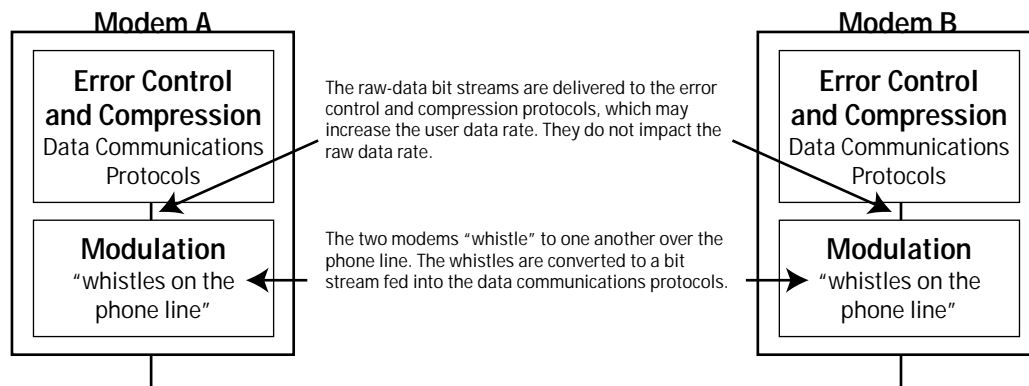 Modem A
Error Control
and Compression
Data Communications
Protocols
Modulation
“whistles on the
phone line”
The raw-data bit streams are delivered to the error
control and compression protocols, which may
increase the user data rate. They do not impact the
raw data rate.
The two modems “whistle” to one another over the
phone line. The whistles are converted to a bit
stream fed into the data communications protocols.
Modem B
Error Control
and Compression
Data Communications
Protocols
Modulation
“whistles on the
phone line”